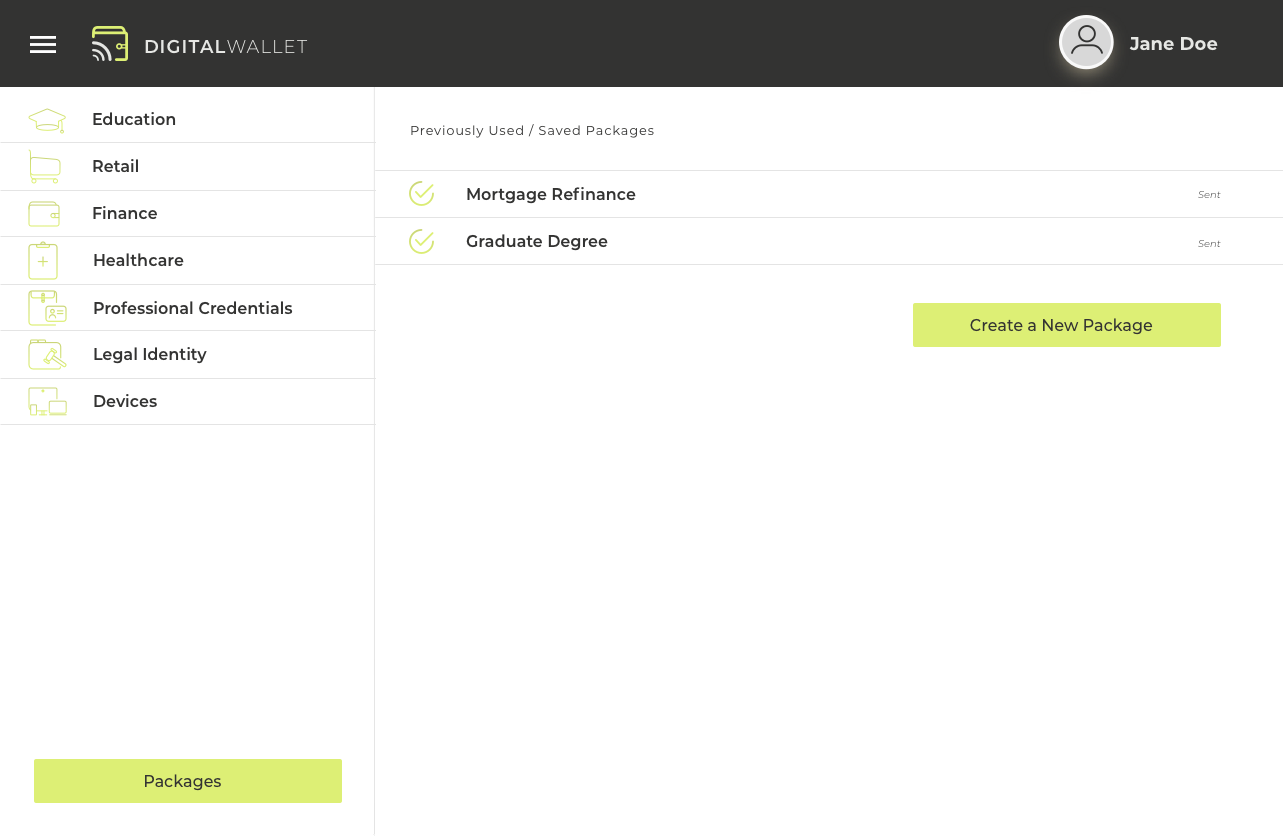 DIGITALWALLET
Jane Doe
Education
Retail
Finance
Healthcare
Professional Credentials
Legal Identity
Devices
Packages
Previously Used / Saved Packages
Mortgage Refinance
Sent
Graduate Degree
Sent
Create a New Package